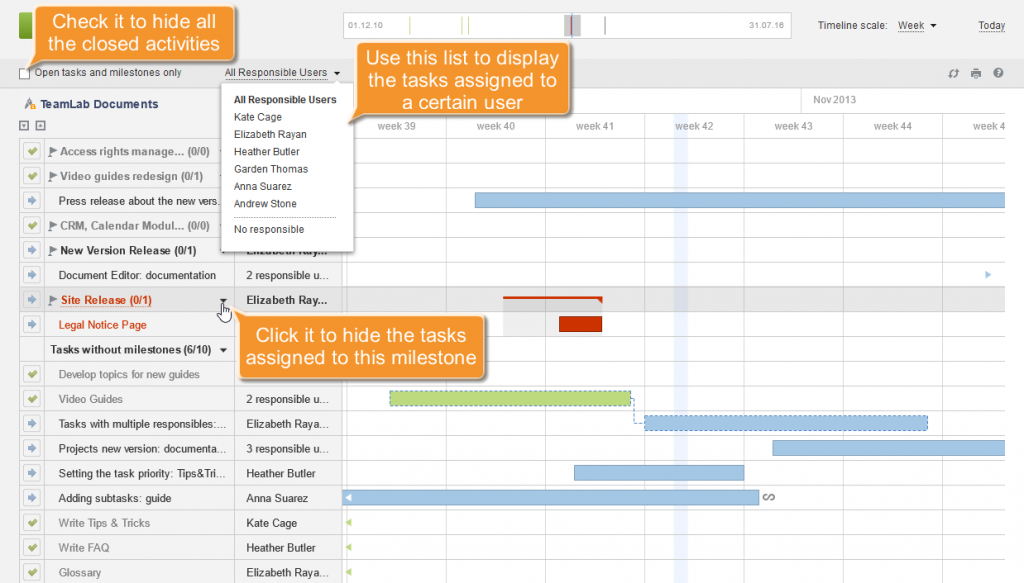 Check it to hide all
the closed activities
01.12.10
31.07.16
Timeline scale: Week
Today
Open tasks and milestones only
All Responsible Users
Use this list to display
the tasks assigned to
a certain user
TeamLab Documents
All Responsible Users
Kate Cage
Elizabeth Rayan
Heather Butler
Garden Thomas
Anna Suarez
Andrew Stone
No responsible
Nov 2013
week 39
week 40
week 41
week 42
week 43
week 44
week 4
Access rights manage... (0/0)
Video guides redesign (0/1)
Press release about the new vers.
CRM, Calendar Modul... (0/0)
New Version Release (0/1)
Elizabeth Ray...
Document Editor: documentation
2 responsible u...
Site Release (0/1)
Elizabeth Ray...
Legal Notice Page
Click it to hide the tasks
assigned to this milestone
Tasks without milestones (6/10)
Develop topics for new guides
Video Guides
2 responsible u...
Tasks with multiple responsibles:...
Elizabeth Raya...
Projects new version: documenta...
3 responsible u...
Setting the task priority: Tips&Tri...
Heather Butler
Adding subtasks: guide
Anna Suarez
Write Tips & Tricks
Kate Cage
Write FAQ
Heather Butler
Glossary
Elizabeth Raya...